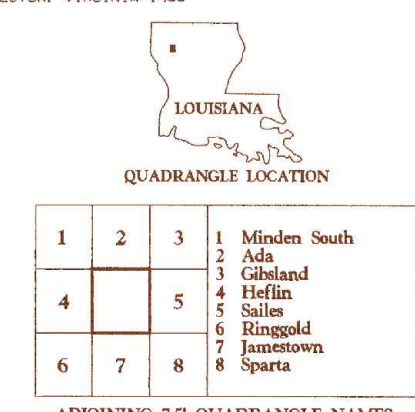 LOUISIANA
QUADRANGLE LOCATION
1 2 3
4 5
6 7 8
1 Minden South
2 Ada
3 Gibsland
4 Heflin
5 Sailes
6 Ringgold
7 Jamestown
8 Sparta
ADJOINING 7.5' QUADRANGLE NAMES